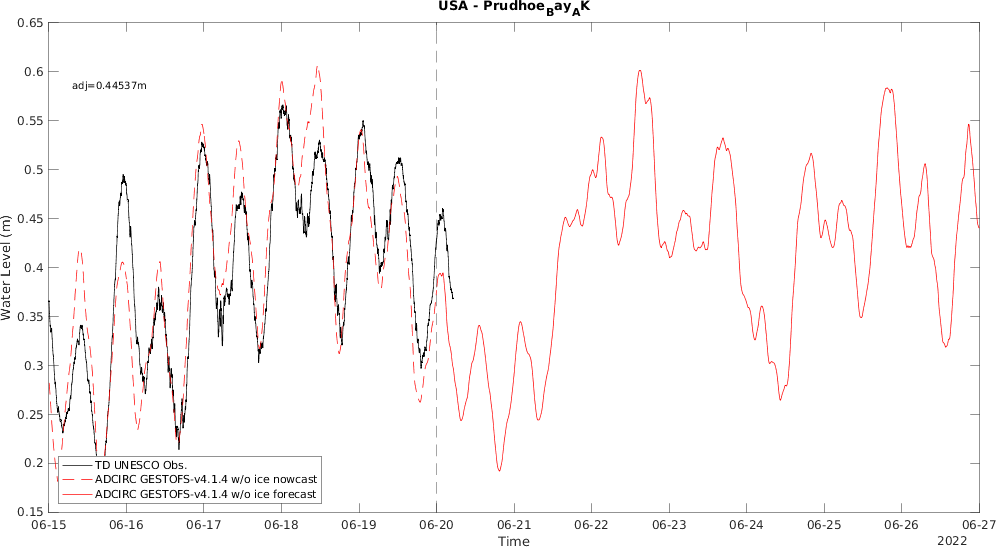 USA - Prudhoe_Bay_AK
0.65
0.6
0.55
0.5
0.45
0.4
0.35
0.3
0.25
0.2
0.15
Water Level (m)
adj=0.44537m
TD UNESCO Obs.
ADCIRC GESTOFS-v4.1.4 w/o ice nowcast
ADCIRC GESTOFS-v4.1.4 w/o ice forecast
06-15 06-16 06-17 06-18 06-19 06-20 06-21 06-22 06-23 06-24 06-25 06-26 06-27
Time
2022